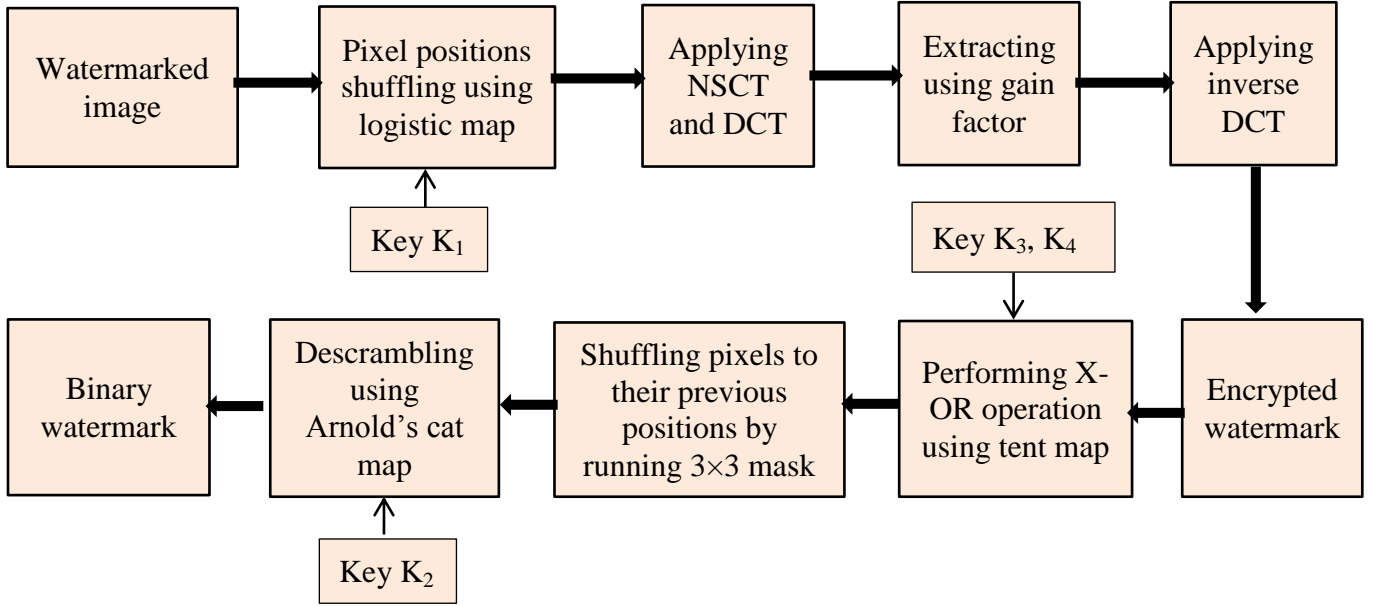 Watermarked
image
Pixel positions
shuffling using
logistic map
Applying
NSCT
and DCT
Extracting
using gain
factor
Applying
inverse
DCT
Key K₁
Key K₃, K₄
Encrypted
watermark
Performing X-
OR operation
using tent map
Shuffling pixels to
their previous
positions by
running 3×3 mask
Descrambling
using
Arnold’s cat
map
Binary
watermark
Key K₂